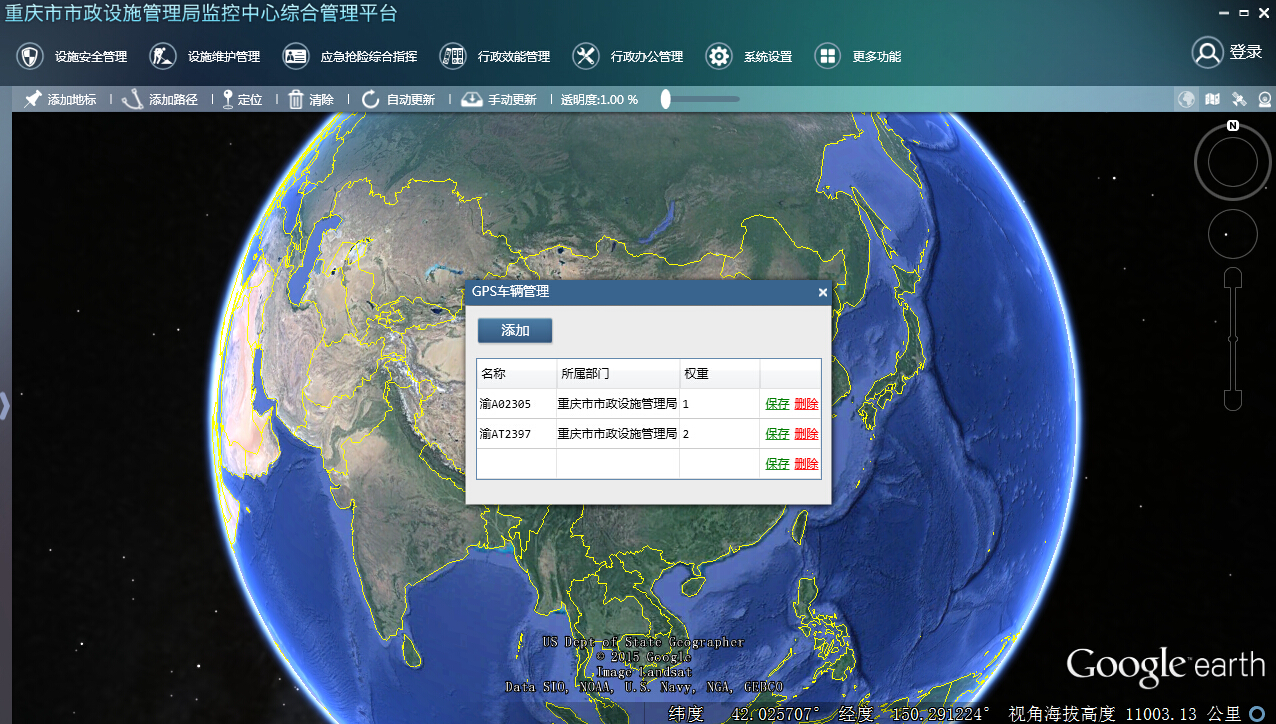 重庆市市政设施管理局监控中心综合管理平台
设施安全管理 设施维护管理 应急抢险综合指挥 行政效能管理 行政办公管理 系统设置 更多功能 登录
添加地标 添加路径 定位 清除 自动更新 手动更新 透明度:1.00 %
N
GPS车辆管理
添加
名称 所属部门 权重
渝A02305 重庆市市政设施管理局 1 保存 删除
渝AT2397 重庆市市政设施管理局 2 保存 删除
保存 删除
US Dept of State Geographer
© 2015 Google
Image Landsat
Data SIO, NOAA, U.S. Navy, NGA, GEBCO
Google earth
纬度 42.025707° 经度 -150.291224° 视角海拔高度 11003.13 公里